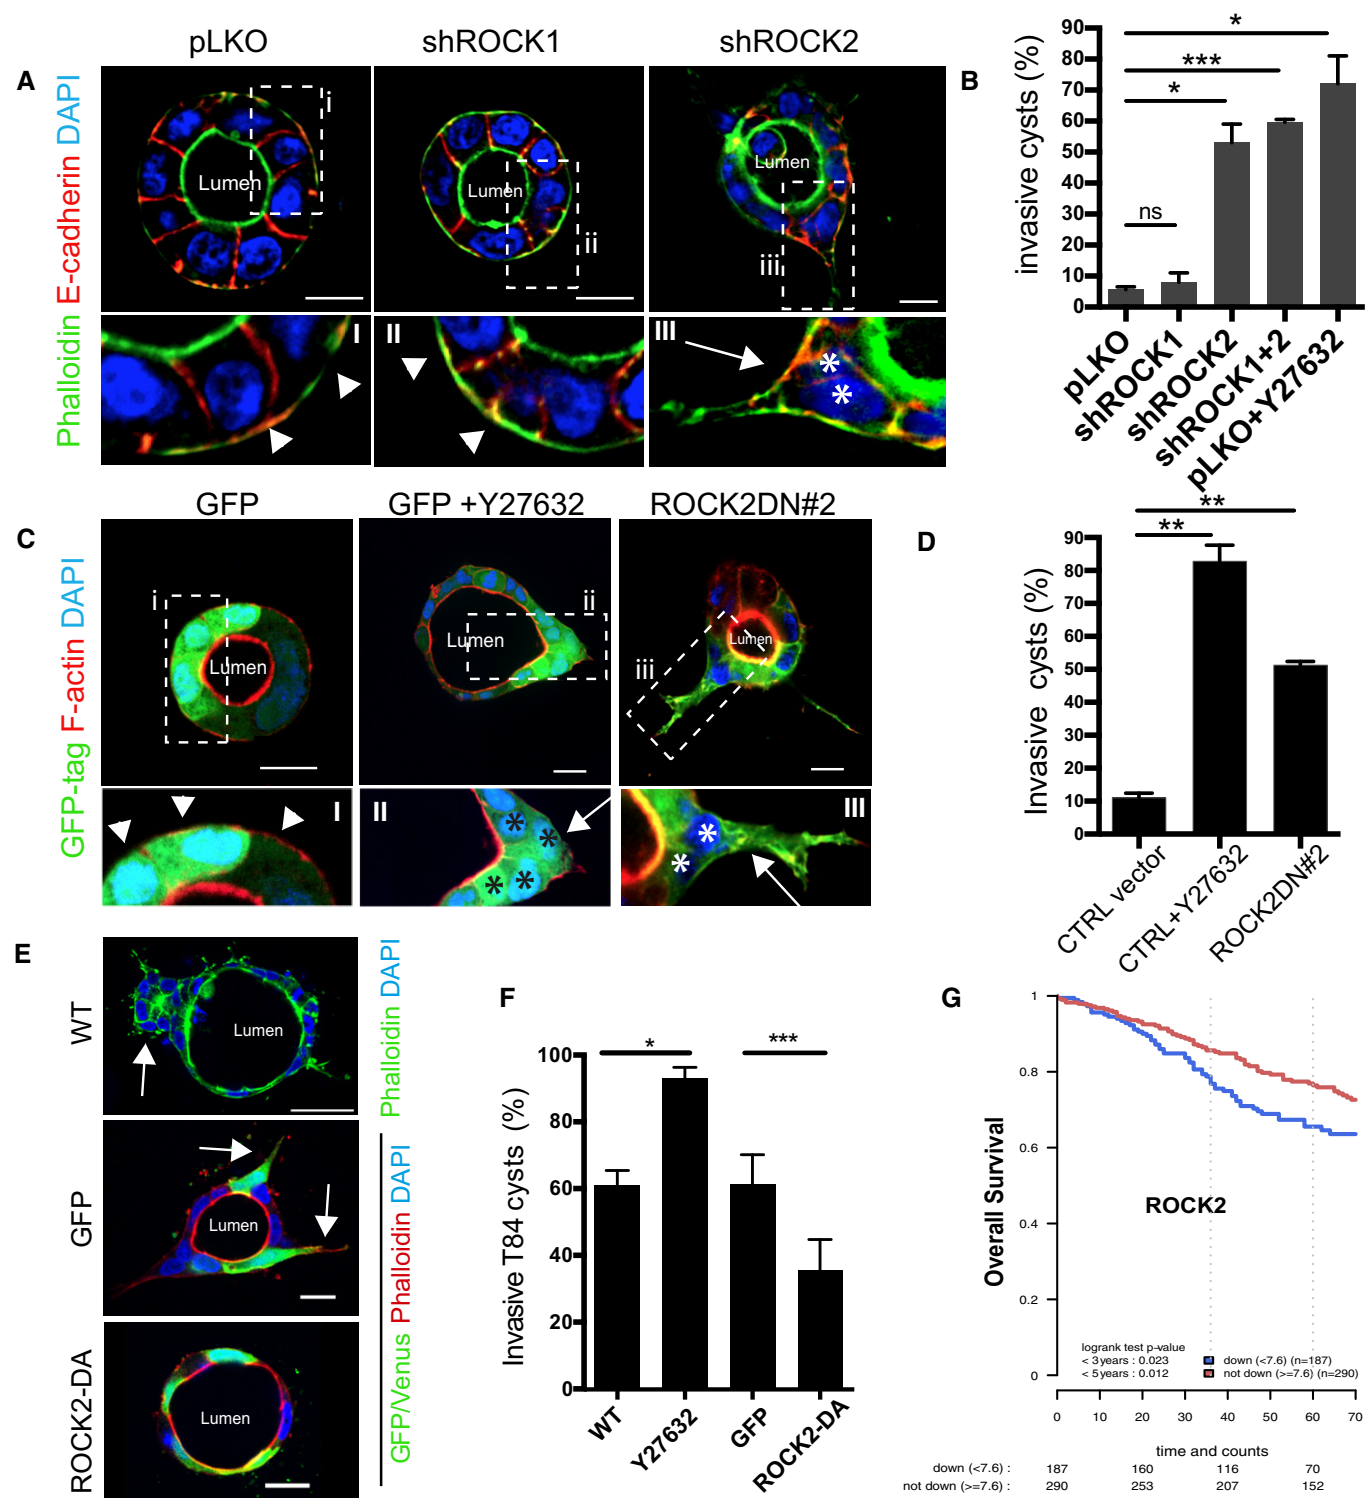 A
pLKO
shROCK1
shROCK2
Phalloidin E-cadherin DAPI
Lumen
i
Lumen
ii
Lumen
iii
I
II
III
*
*
B
invasive cysts (%)
90
80
70
60
50
40
30
20
10
0
*
***
*
ns
pLKO
shROCK1
shROCK2
shROCK1+2
pLKO+Y27632
C
GFP
GFP +Y27632
ROCK2DN#2
GFP-tag F-actin DAPI
i
Lumen
Lumen
ii
Lumen
iii
I
II
* *
* *
III
*
*
D
Invasive cysts (%)
90
80
70
60
50
40
30
20
10
0
**
**
CTRL vector
CTRL+Y27632
ROCK2DN#2
E
WT
Lumen
Phalloidin DAPI
GFP
Lumen
ROCK2-DA
Lumen
GFP/Venus Phalloidin DAPI
F
Invasive T84 cysts (%)
100
80
60
40
20
0
*
***
WT
Y27632
GFP
ROCK2-DA
G
Overall Survival
1
0.8
0.6
0.4
0.2
0
ROCK2
logrank test p-value
< 3years : 0.023
< 5years : 0.012
down (<7.6) (n=187)
not down (>=7.6) (n=290)
0 10 20 30 40 50 60 70
time and counts
down (<7.6) : 187 160 116 70
not down (>=7.6) : 290 253 207 152